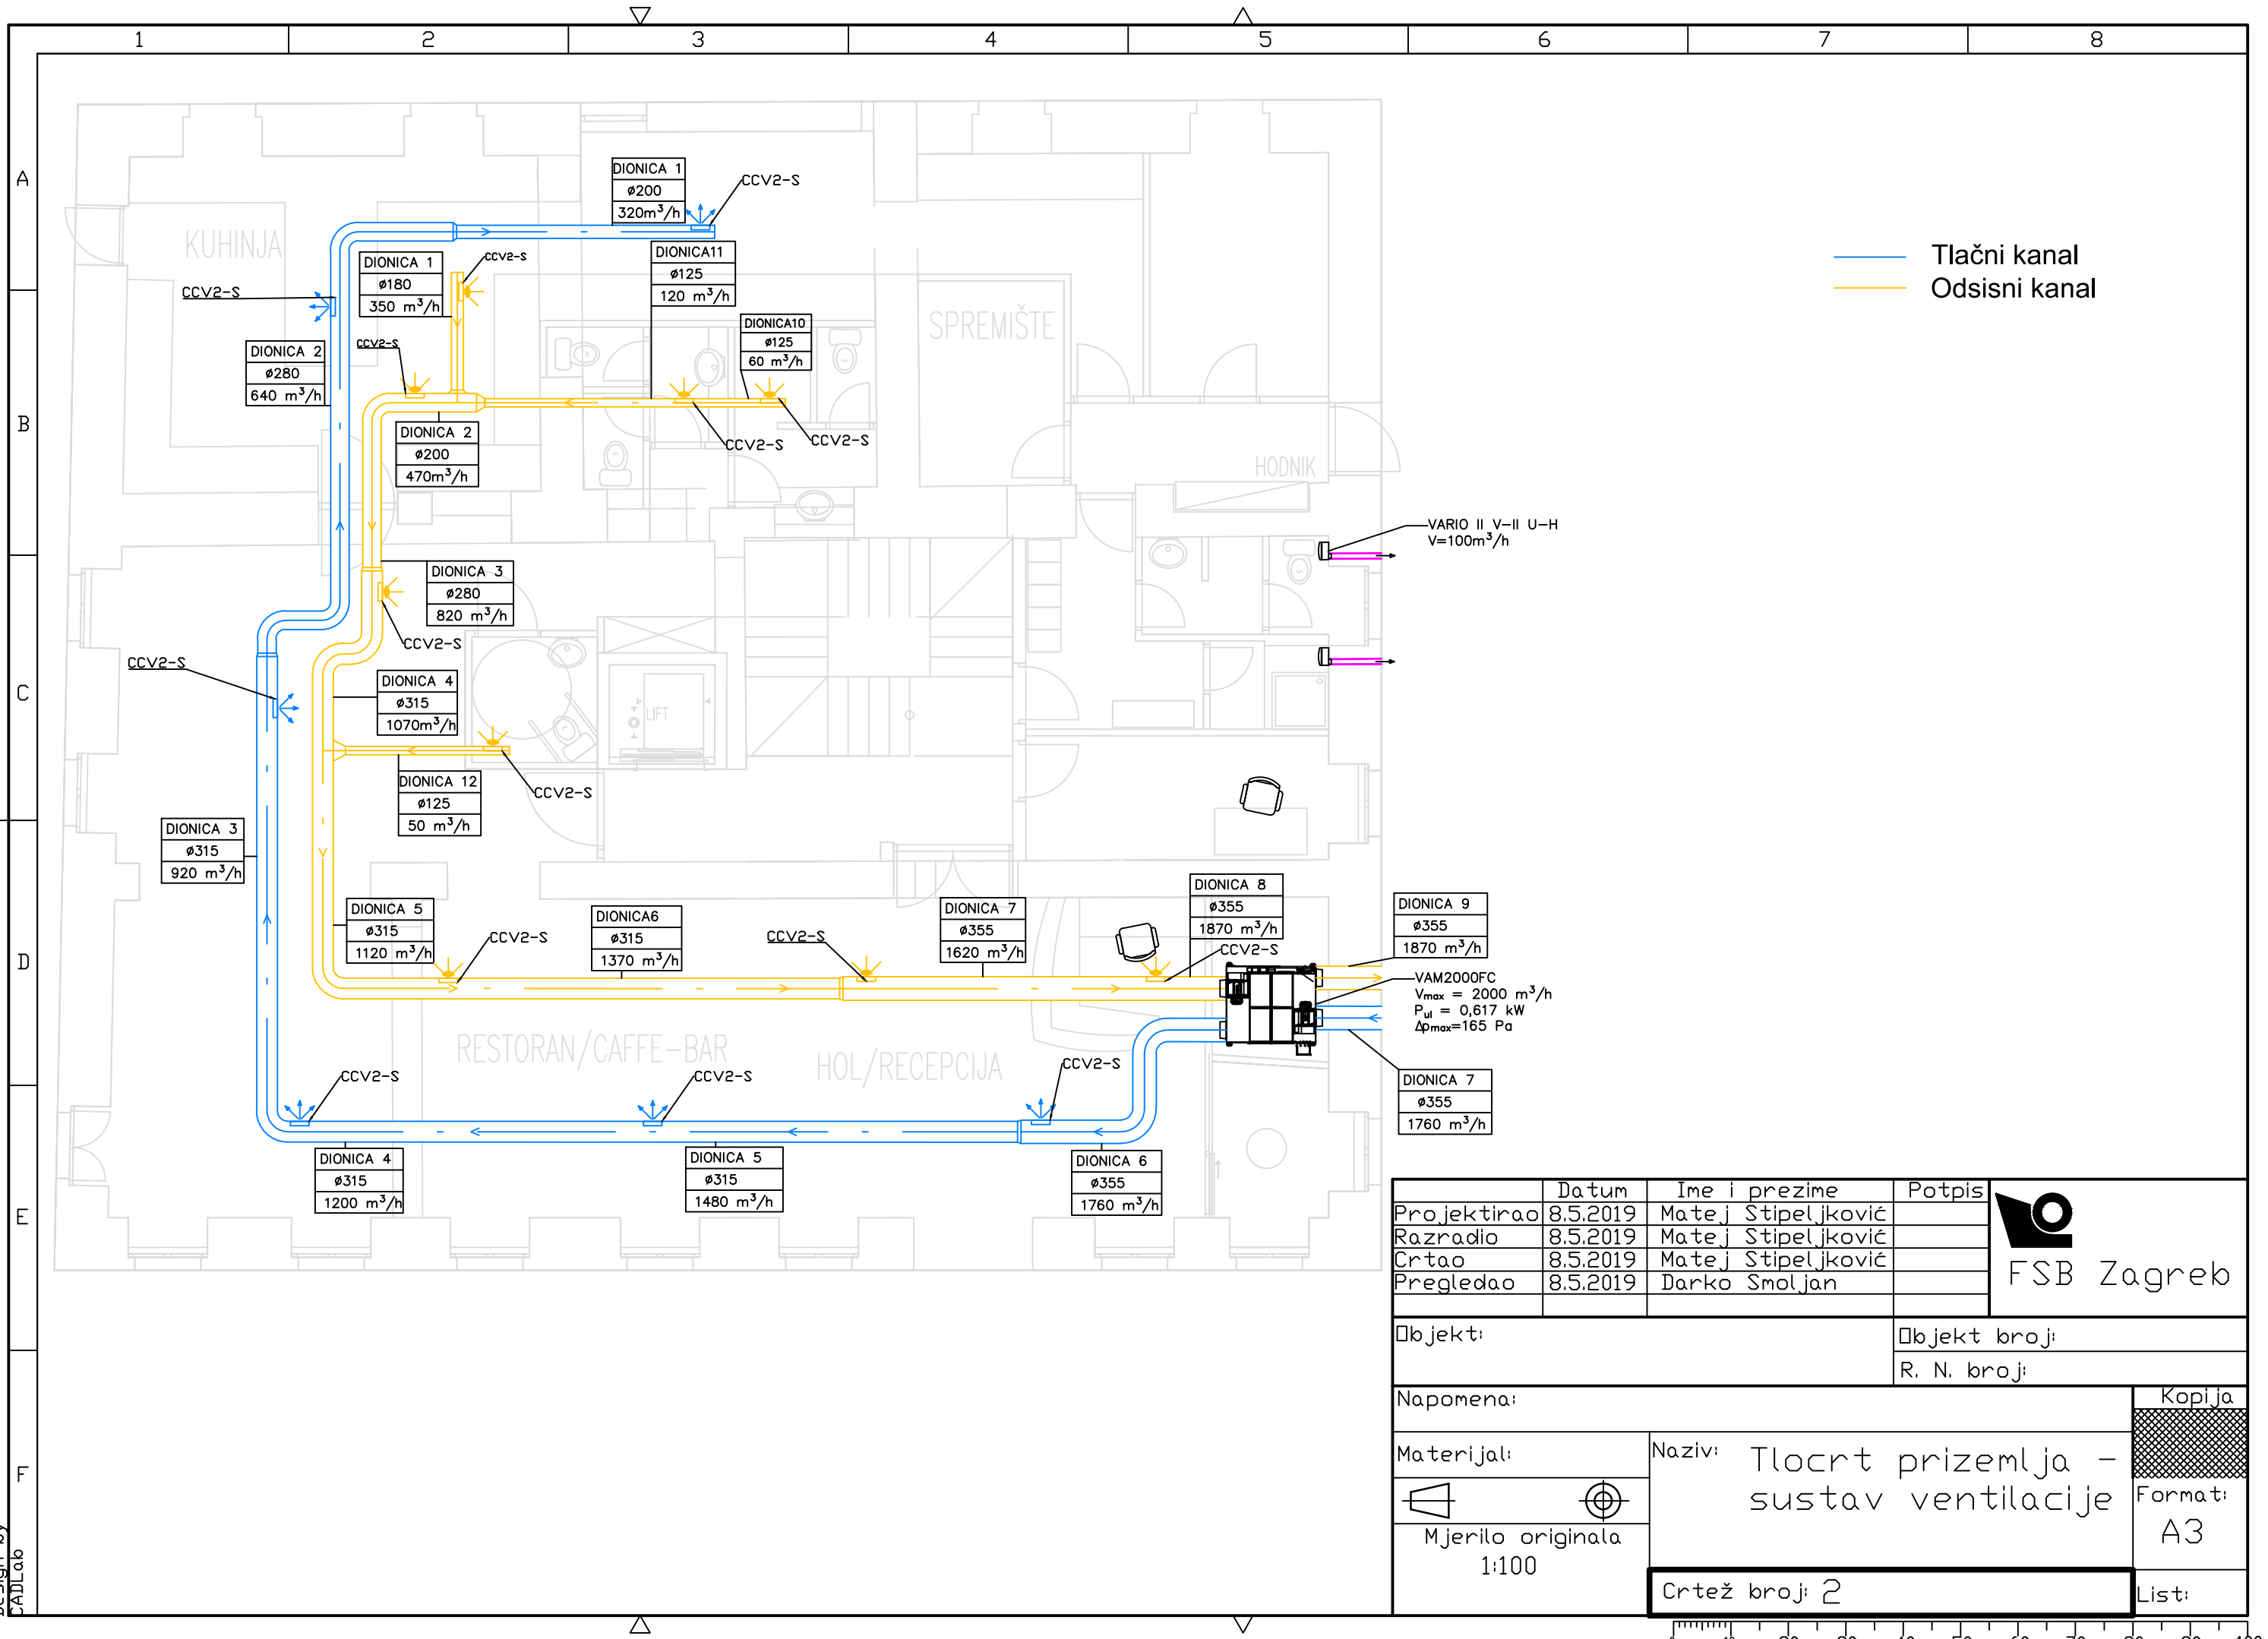 1 2 3 4 5 6 7 8
A
B
C
D
E
F
DIONICA 1
ø200
320m³/h
CCV2-S
KUHINJA
DIONICA 1
ø180
350 m³/h
CCV2-S
DIONICA11
ø125
120 m³/h
CCV2-S
DIONICA 2
ø280
640 m³/h
CCV2-S
DIONICA10
ø125
60 m³/h
SPREMIŠTE
Tlačni kanal
Odsisni kanal
DIONICA 2
ø200
470m³/h
CCV2-S
CCV2-S
HODNIK
VARIO II V-II U-H
V=100m³/h
DIONICA 3
ø280
820 m³/h
CCV2-S
CCV2-S
DIONICA 4
ø315
1070m³/h
LIFT
DIONICA 12
ø125
50 m³/h
CCV2-S
DIONICA 3
ø315
920 m³/h
DIONICA 5
ø315
1120 m³/h
CCV2-S
DIONICA6
ø315
1370 m³/h
CCV2-S
DIONICA 7
ø355
1620 m³/h
DIONICA 8
ø355
1870 m³/h
CCV2-S
DIONICA 9
ø355
1870 m³/h
VAM2000FC
Vmax = 2000 m³/h
Pul = 0,617 kW
Δpmax=165 Pa
RESTORAN/CAFFE-BAR
HOL/RECEPCIJA
CCV2-S
CCV2-S
CCV2-S
DIONICA 7
ø355
1760 m³/h
DIONICA 4
ø315
1200 m³/h
DIONICA 5
ø315
1480 m³/h
DIONICA 6
ø355
1760 m³/h
Datum Ime i prezime Potpis
Projektirao 8.5.2019 Matej Stipeljković
Razradio 8.5.2019 Matej Stipeljković
Crtao 8.5.2019 Matej Stipeljković
Pregledao 8.5.2019 Darko Smoljan
FSB Zagreb
Objekt:
Objekt broj:
R. N. broj:
Napomena:
Kopija
Materijal:
Naziv: Tlocrt prizemlja -
sustav ventilacije
Format:
A3
Mjerilo originala
1:100
Crtež broj: 2
List:
Design by
CADLab